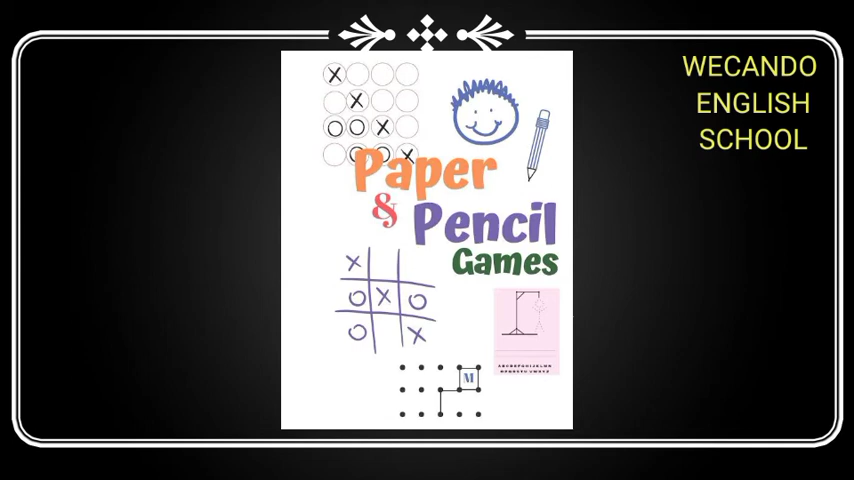 WECANDO
ENGLISH
SCHOOL
Paper
&
Pencil
Games
M